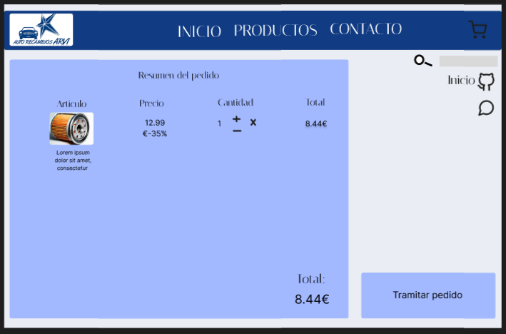 AUTO RECAMBIOS ARVI
INICIO PRODUCTOS CONTACTO
Inicio
Resumen del pedido
Artículo Precio Cantidad Total
12.99
€-35%
1 + x
−
8.44€
Lorem ipsum
dolor sit amet,
consectetur
Total:
8.44€
Tramitar pedido